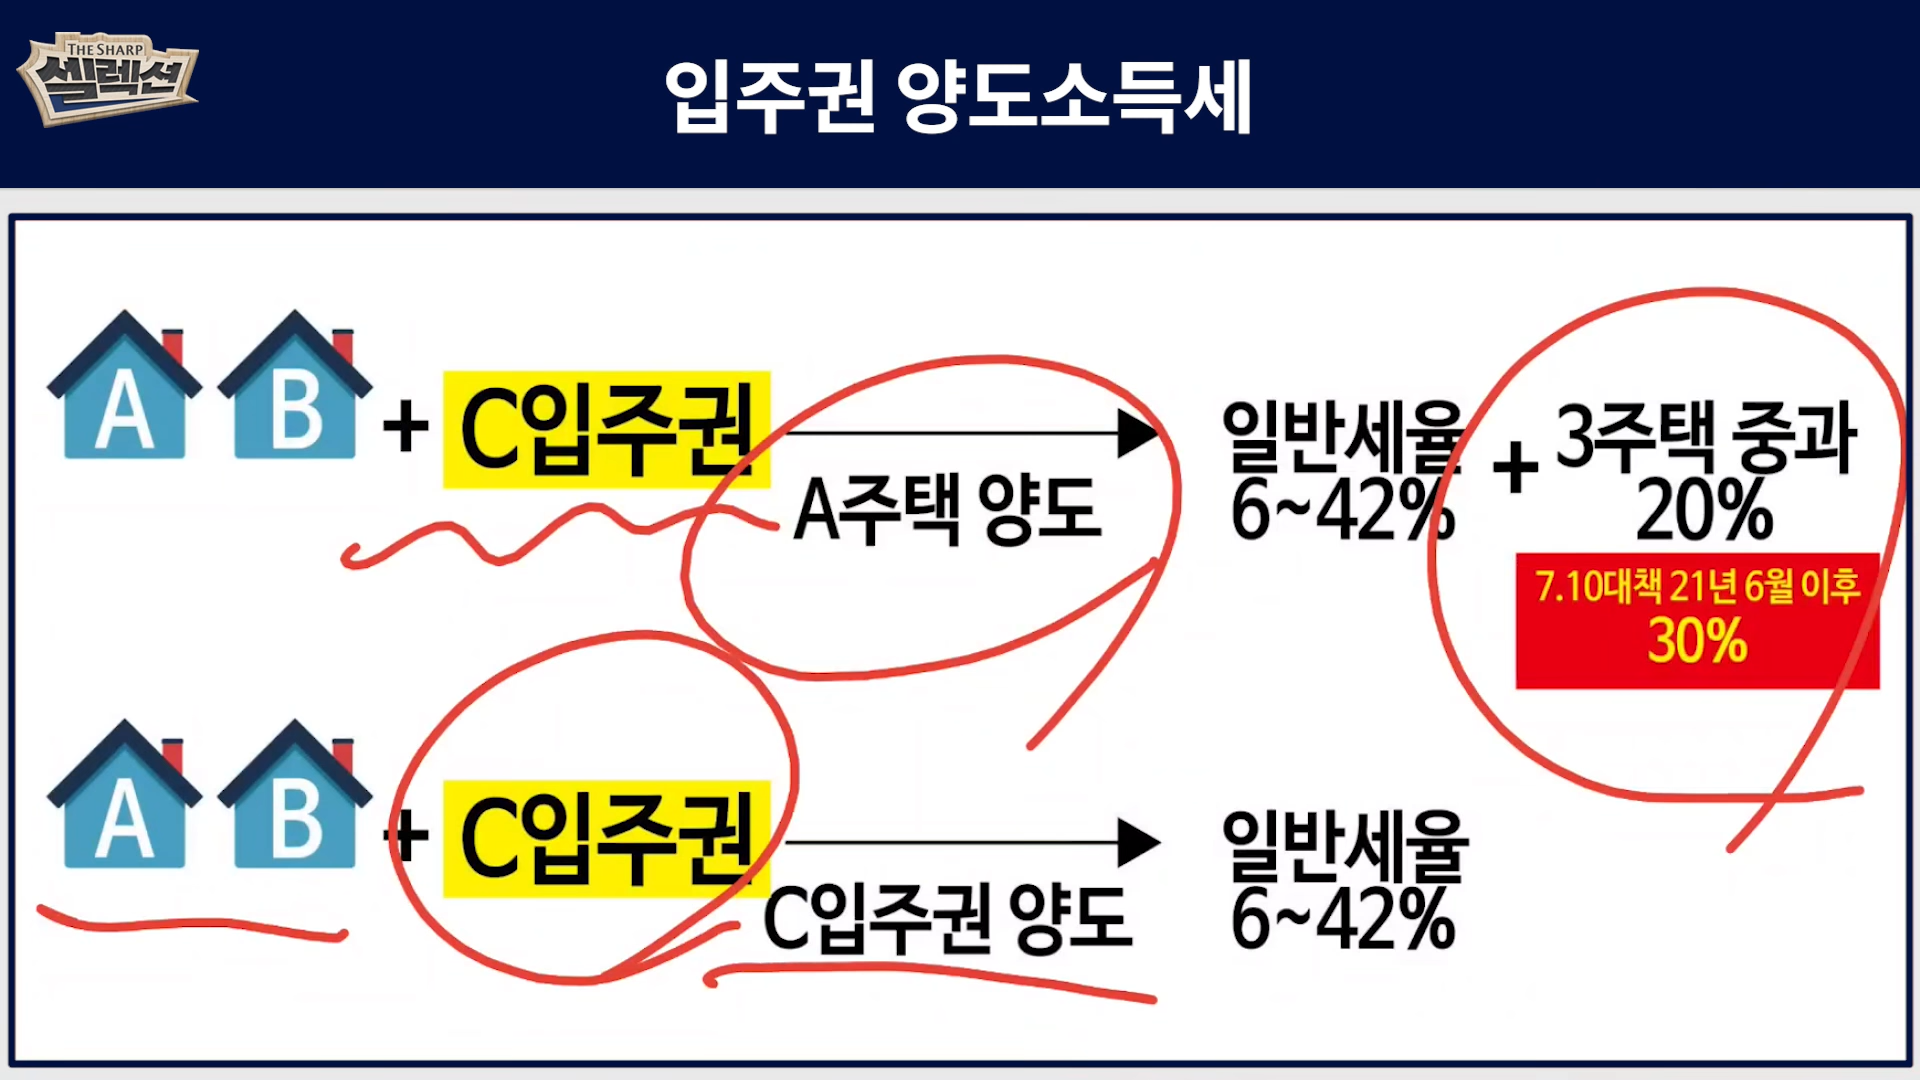 THE SHARP
셀렉션
입주권 양도소득세
A B + C입주권
A주택 양도
일반세율
6~42%
+ 3주택 중과
20%
7.10대책 21년 6월 이후
30%
A B + C입주권
C입주권 양도
일반세율
6~42%